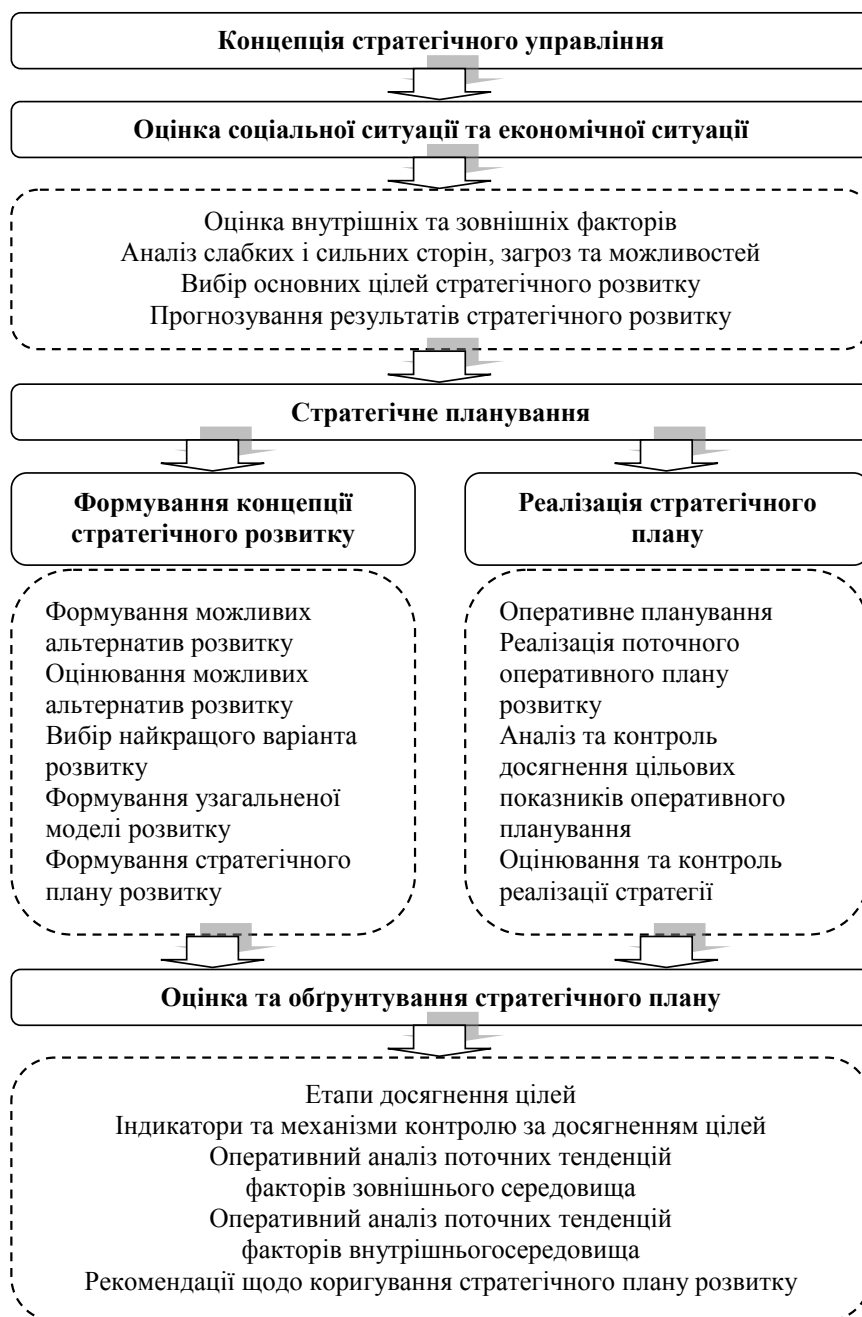 Концепція стратегічного управління
Оцінка соціальної ситуації та економічної ситуації
Оцінка внутрішніх та зовнішніх факторів
Аналіз слабких і сильних сторін, загроз та можливостей
Вибір основних цілей стратегічного розвитку
Прогнозування результатів стратегічного розвитку
Стратегічне планування
Формування концепції
стратегічного розвитку
Формування можливих
альтернатив розвитку
Оцінювання можливих
альтернатив розвитку
Вибір найкращого варіанта
розвитку
Формування узагальненої
моделі розвитку
Формування стратегічного
плану розвитку
Реалізація стратегічного
плану
Оперативне планування
Реалізація поточного
оперативного плану
розвитку
Аналіз та контроль
досягнення цільових
показників оперативного
планування
Оцінювання та контроль
реалізації стратегії
Оцінка та обґрунтування стратегічного плану
Етапи досягнення цілей
Індикатори та механізми контролю за досягненням цілей
Оперативний аналіз поточних тенденцій
факторів зовнішнього середовища
Оперативний аналіз поточних тенденцій
факторів внутрішньогосередовища
Рекомендації щодо коригування стратегічного плану розвитку